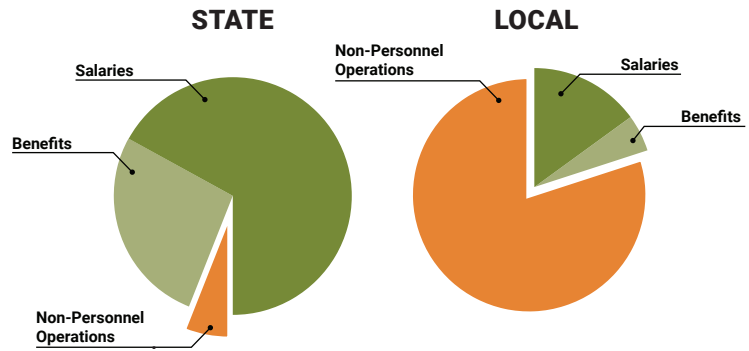 STATE
Salaries
Benefits
Non-Personnel
Operations
LOCAL
Non-Personnel
Operations
Salaries
Benefits